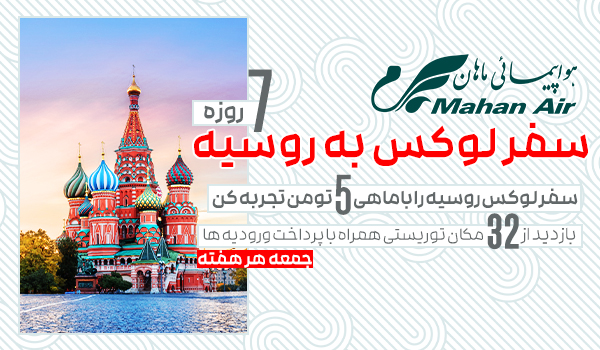 هواپیمائی ماهان
Mahan Air
7 روزه
سفر لوکس به روسیه
سفر لوکس روسیه را با ماهی 5 تومن تجربه کن
بازدید از 32 مکان توریستی همراه با پرداخت ورودیه ها
جمعه هر هفته